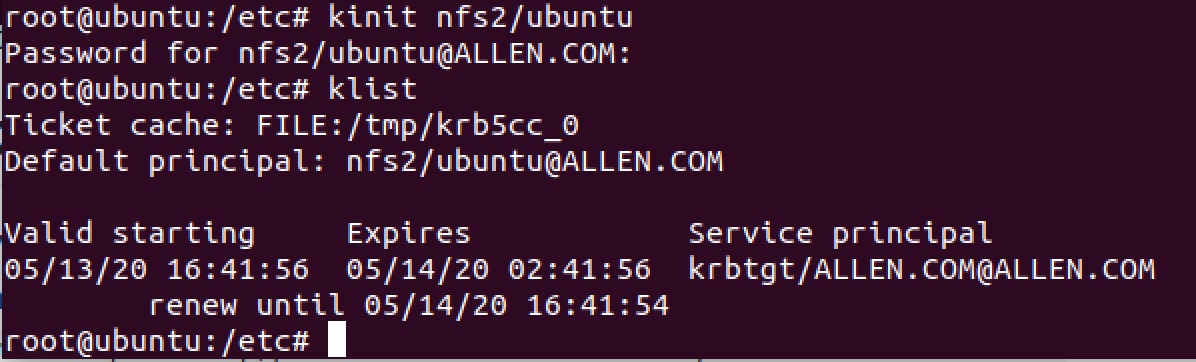 root@ubuntu:/etc# kinit nfs2/ubuntu
Password for nfs2/ubuntu@ALLEN.COM:
root@ubuntu:/etc# klist
Ticket cache: FILE:/tmp/krb5cc_0
Default principal: nfs2/ubuntu@ALLEN.COM

Valid starting     Expires            Service principal
05/13/20 16:41:56  05/14/20 02:41:56  krbtgt/ALLEN.COM@ALLEN.COM
        renew until 05/14/20 16:41:54
root@ubuntu:/etc#